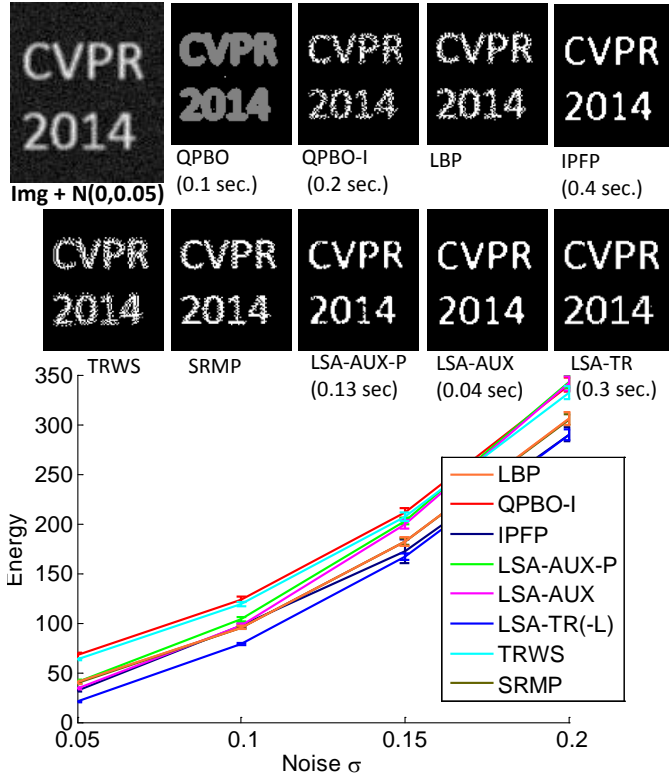 CVPR
2014
CVPR
2014
CVPR
2014
CVPR
2014
CVPR
2014
Img + N(0,0.05)
QPBO
(0.1 sec.)
QPBO-I
(0.2 sec.)
LBP
IPFP
(0.4 sec.)
CVPR
2014
CVPR
2014
CVPR
2014
CVPR
2014
CVPR
2014
TRWS
SRMP
LSA-AUX-P
(0.13 sec)
LSA-AUX
(0.04 sec)
LSA-TR
(0.3 sec.)
350
300
250
200
150
100
50
0
Energy
LBP
QPBO-I
IPFP
LSA-AUX-P
LSA-AUX
LSA-TR(-L)
TRWS
SRMP
0.05 0.1 0.15 0.2
Noise σ